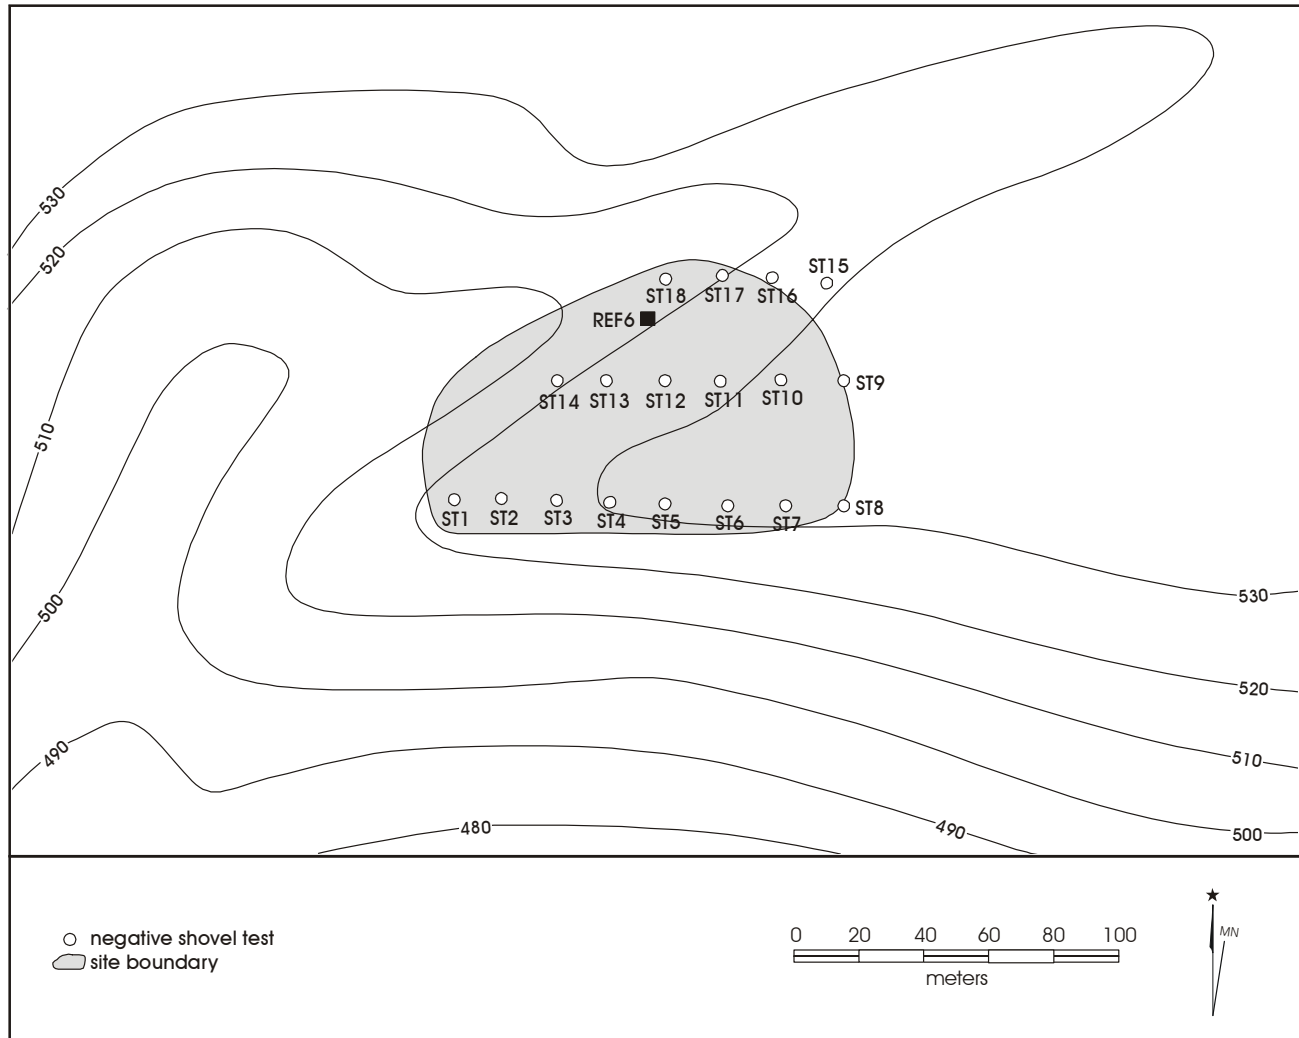 530
520
510
500
490
480
490
500
510
520
530
ST15
ST18 ST17 ST16
REF6
ST9
ST14 ST13 ST12 ST11 ST10
ST8
ST1 ST2 ST3 ST4 ST5 ST6 ST7
negative shovel test
site boundary
0 20 40 60 80 100
meters
MN